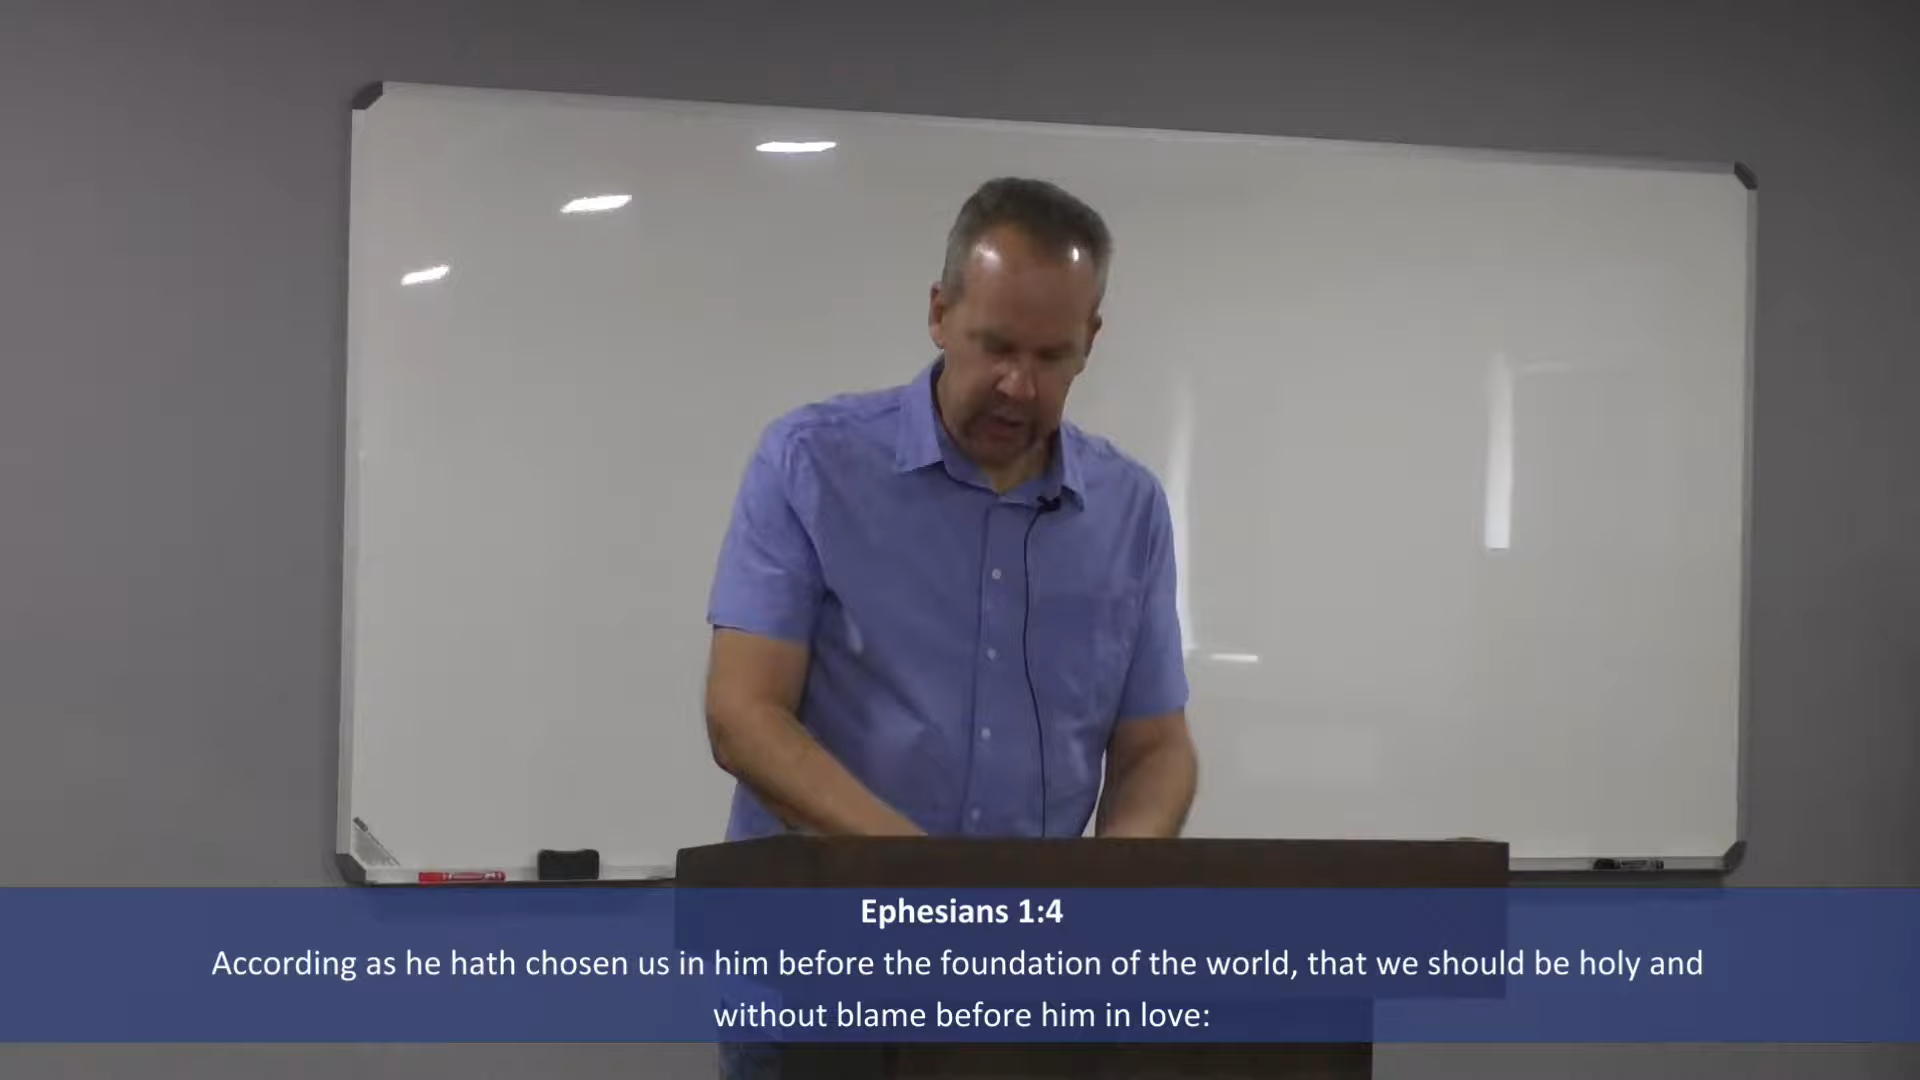 Ephesians 1:4
According as he hath chosen us in him before the foundation of the world, that we should be holy and
without blame before him in love: